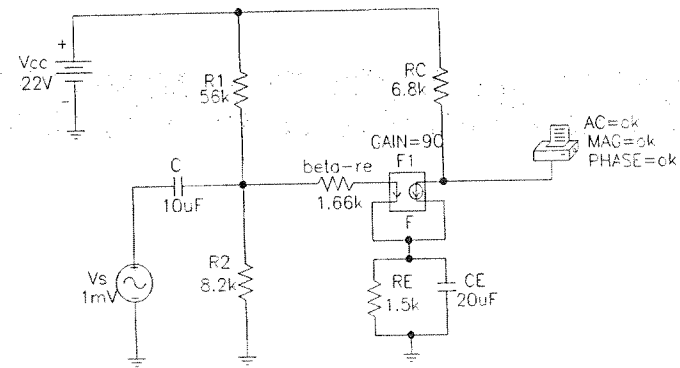 +
Vcc
22V
-
R1
56k
RC
6.8k
GAIN=90
F1
AC=ok
MAG=ok
PHASE=ok
C
10uF
beta-re
1.66k
F
Vs
1mV
R2
8.2k
RE
1.5k
CE
20uF